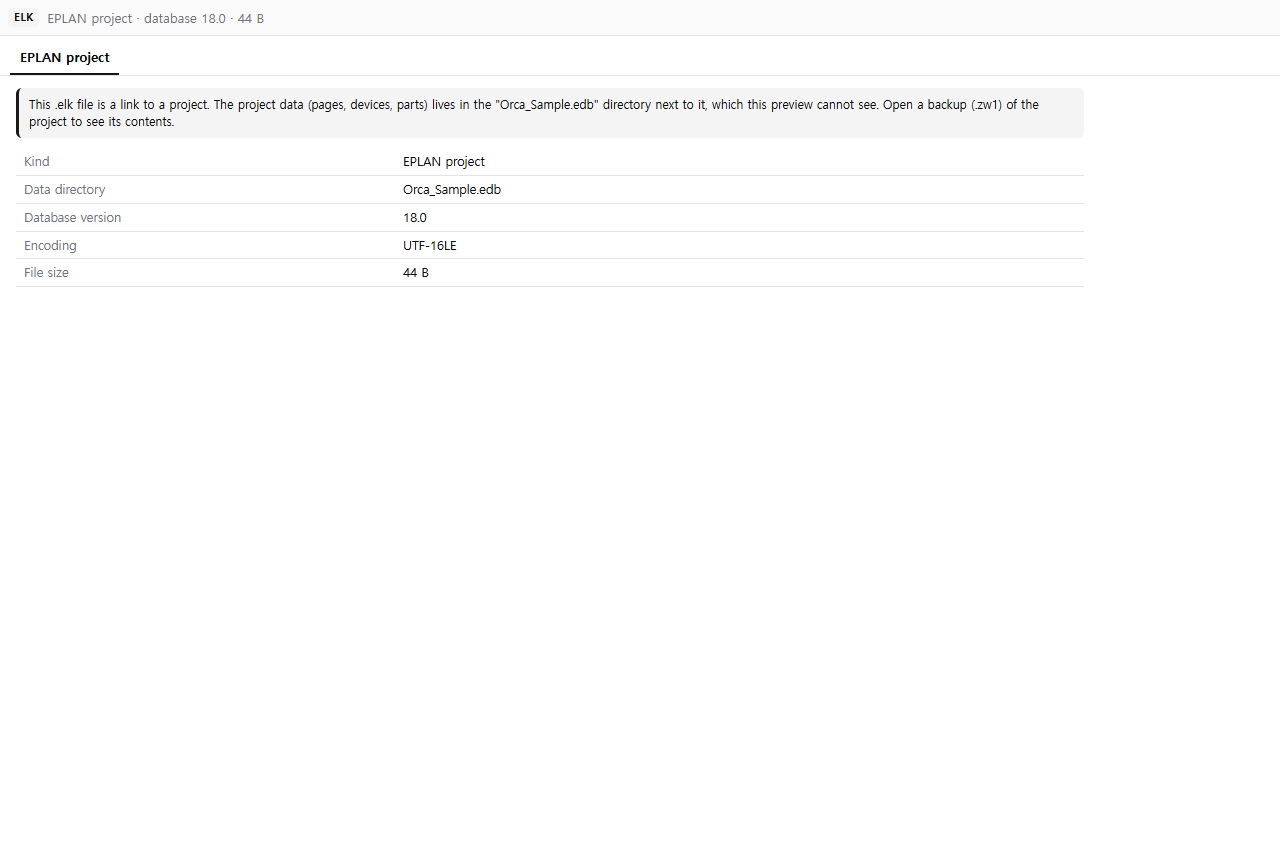 ELK EPLAN project · database 18.0 · 44 B
EPLAN project
This .elk file is a link to a project. The project data (pages, devices, parts) lives in the "Orca_Sample.edb" directory next to it, which this preview cannot see. Open a backup (.zw1) of the
project to see its contents.
Kind EPLAN project
Data directory Orca_Sample.edb
Database version 18.0
Encoding UTF-16LE
File size 44 B